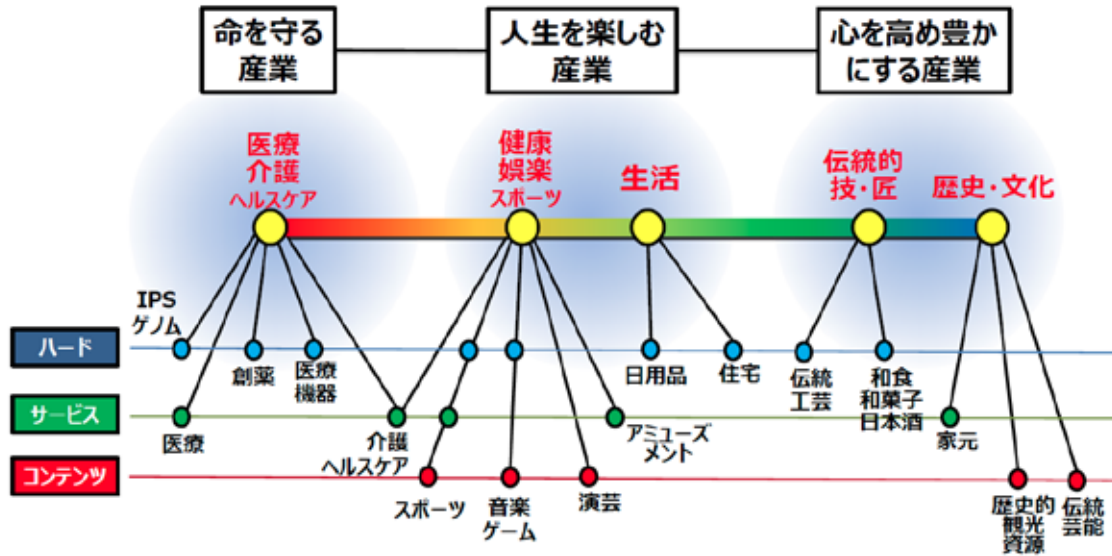 命を守る
産業
人生を楽しむ
産業
心を高め豊か
にする産業
医療
介護
ヘルスケア
健康
娯楽
スポーツ
生活
伝統的
技・匠
歴史・文化
IPS
ゲノム
ハード
創薬
医療
機器
日用品
住宅
伝統
工芸
和食
和菓子
日本酒
サービス
医療
介護
ヘルスケア
アミューズ
メント
家元
コンテンツ
スポーツ
音楽
ゲーム
演芸
歴史的
観光
資源
伝統
芸能